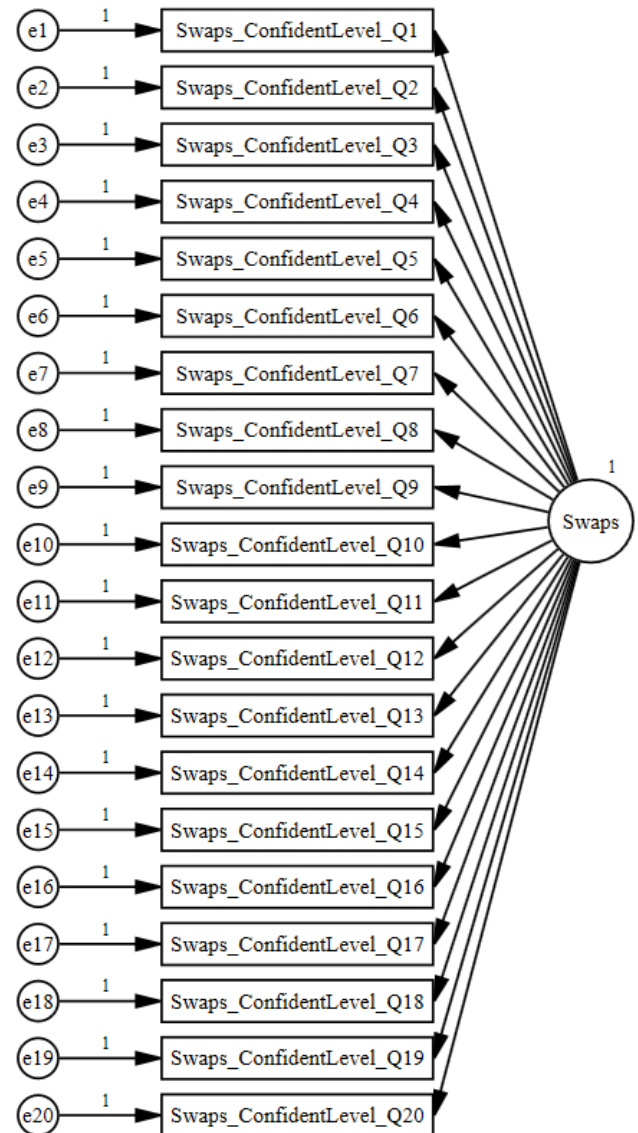 e1 1 Swaps_ConfidentLevel_Q1
e2 1 Swaps_ConfidentLevel_Q2
e3 1 Swaps_ConfidentLevel_Q3
e4 1 Swaps_ConfidentLevel_Q4
e5 1 Swaps_ConfidentLevel_Q5
e6 1 Swaps_ConfidentLevel_Q6
e7 1 Swaps_ConfidentLevel_Q7
e8 1 Swaps_ConfidentLevel_Q8
e9 1 Swaps_ConfidentLevel_Q9
1
Swaps
e10 1 Swaps_ConfidentLevel_Q10
e11 1 Swaps_ConfidentLevel_Q11
e12 1 Swaps_ConfidentLevel_Q12
e13 1 Swaps_ConfidentLevel_Q13
e14 1 Swaps_ConfidentLevel_Q14
e15 1 Swaps_ConfidentLevel_Q15
e16 1 Swaps_ConfidentLevel_Q16
e17 1 Swaps_ConfidentLevel_Q17
e18 1 Swaps_ConfidentLevel_Q18
e19 1 Swaps_ConfidentLevel_Q19
e20 1 Swaps_ConfidentLevel_Q20